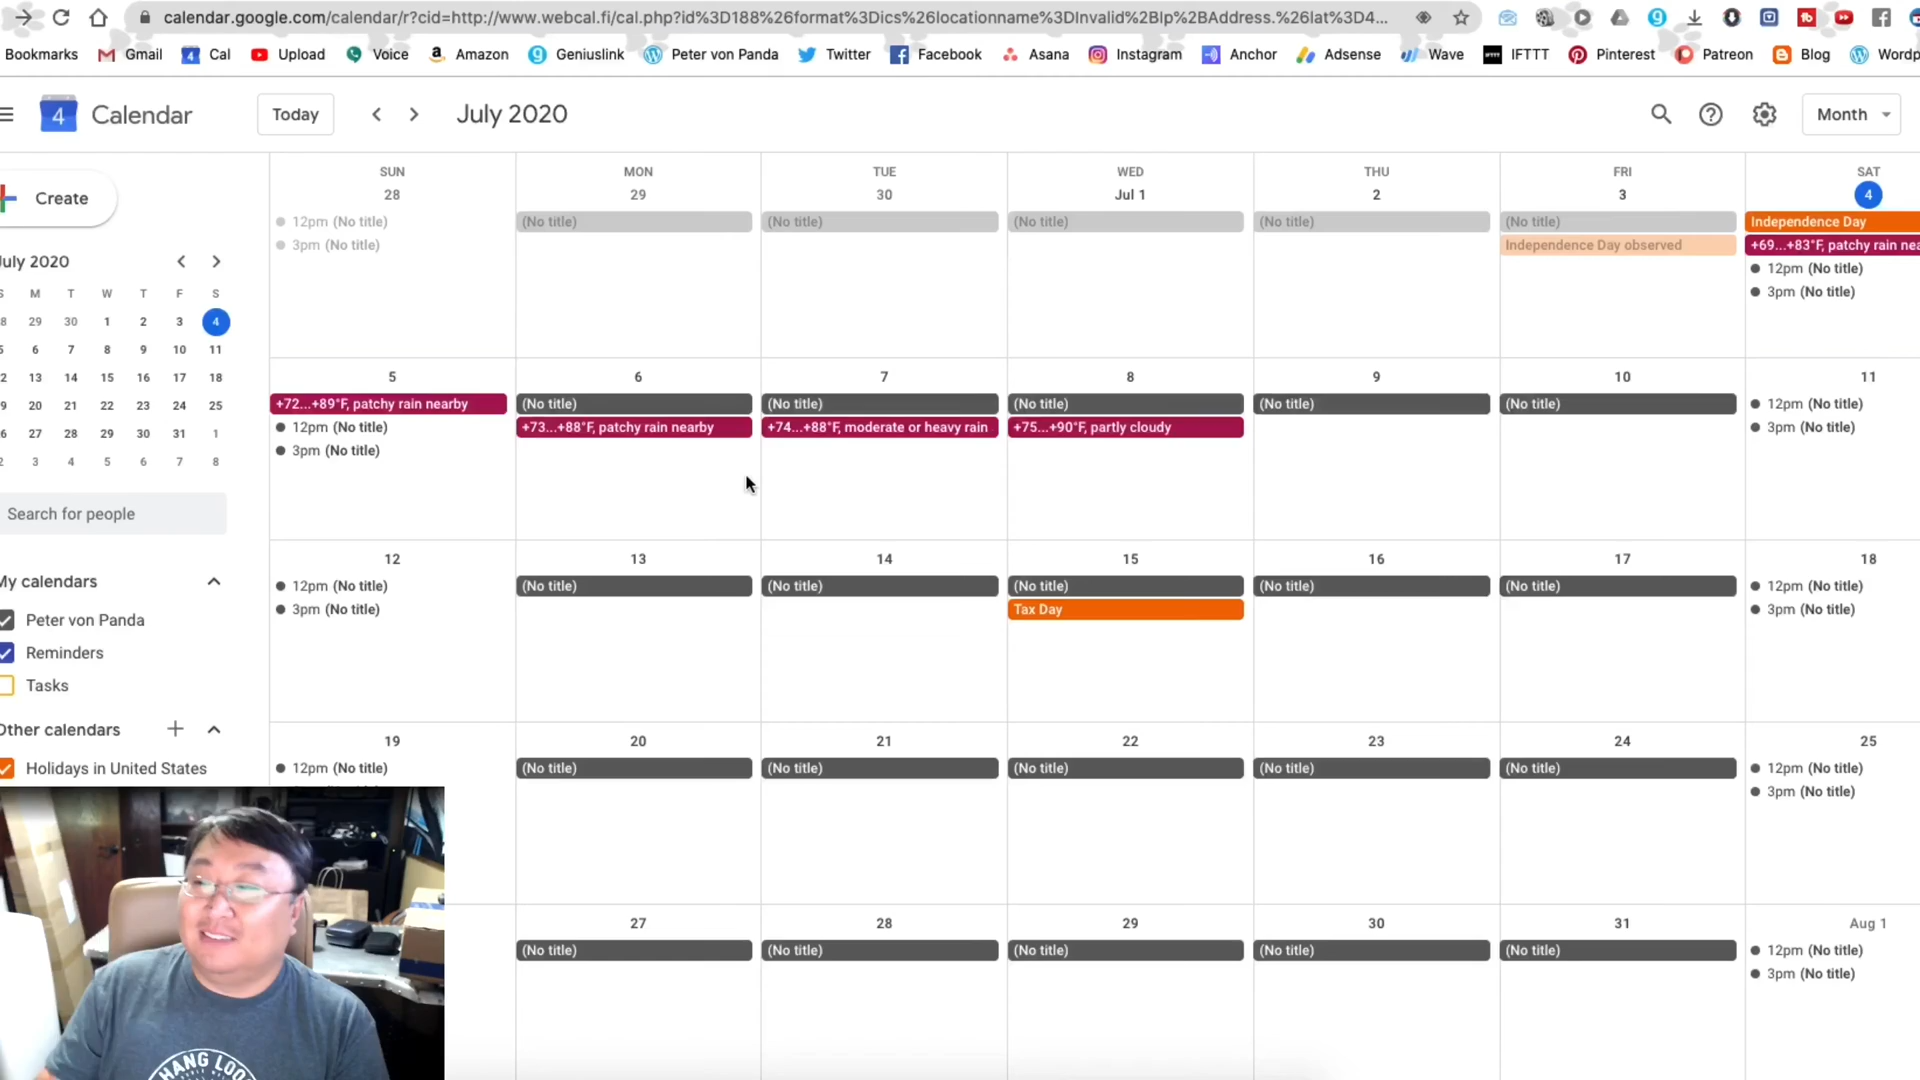 calendar.google.com/calendar/r?cid=http://www.webcal.fi/cal.php?id%3D188%26format%3Dics%26locationname%3DInvalid%2BIp%2BAddress.%26lat%3D4...
Bookmarks Gmail 4 Cal Upload Voice Amazon Geniuslink Peter von Panda Twitter Facebook Asana Instagram Anchor Adsense Wave IFTTT Pinterest Patreon Blog Wordp
4 Calendar Today July 2020 Month
Create
July 2020
S M T W T F S
8 29 30 1 2 3 4
5 6 7 8 9 10 11
2 13 14 15 16 17 18
9 20 21 22 23 24 25
6 27 28 29 30 31 1
2 3 4 5 6 7 8
Search for people
My calendars
Peter von Panda
Reminders
Tasks
Other calendars
Holidays in United States
SUN MON TUE WED THU FRI SAT
28 29 30 Jul 1 2 3 4
12pm (No title) (No title) (No title) (No title) (No title) (No title) Independence Day
3pm (No title) Independence Day observed +69...+83°F, patchy rain nea
12pm (No title)
3pm (No title)
5 6 7 8 9 10 11
+72...+89°F, patchy rain nearby (No title) (No title) (No title) (No title) (No title) 12pm (No title)
12pm (No title) +73...+88°F, patchy rain nearby +74...+88°F, moderate or heavy rain +75...+90°F, partly cloudy 3pm (No title)
3pm (No title)
12 13 14 15 16 17 18
12pm (No title) (No title) (No title) (No title) (No title) (No title) 12pm (No title)
3pm (No title) Tax Day 3pm (No title)
19 20 21 22 23 24 25
12pm (No title) (No title) (No title) (No title) (No title) (No title) 12pm (No title)
3pm (No title)
27 28 29 30 31 Aug 1
(No title) (No title) (No title) (No title) (No title) 12pm (No title)
3pm (No title)
HANG LOO